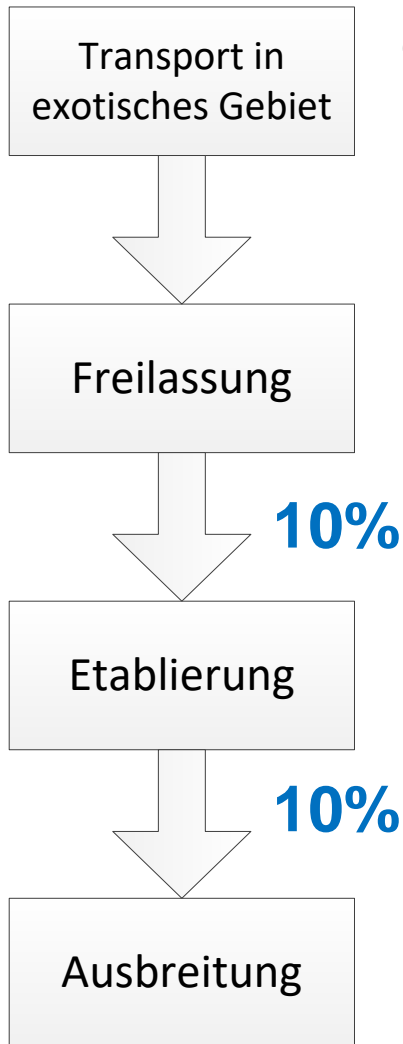 Transport in
exotisches Gebiet
Freilassung
10%
Etablierung
10%
Ausbreitung